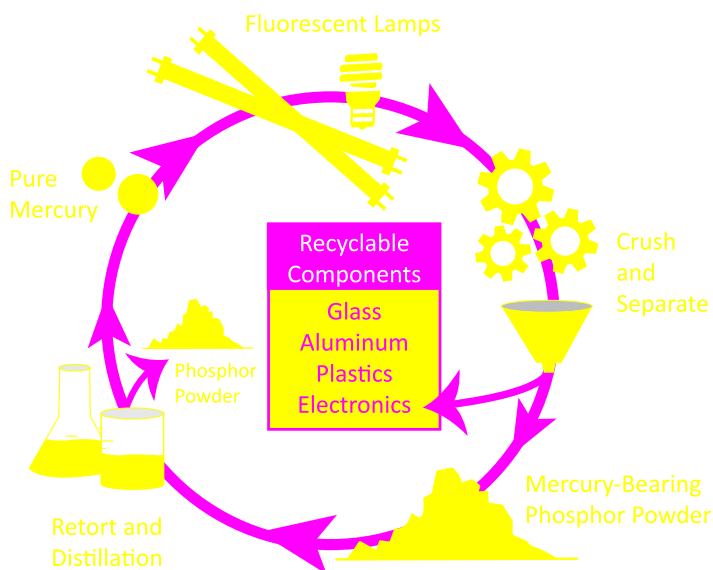 Fluorescent Lamps
Pure
Mercury
Crush
and
Separate
Recyclable
Components
Glass
Aluminum
Plastics
Electronics
Phosphor
Powder
Mercury-Bearing
Phosphor Powder
Retort and
Distillation